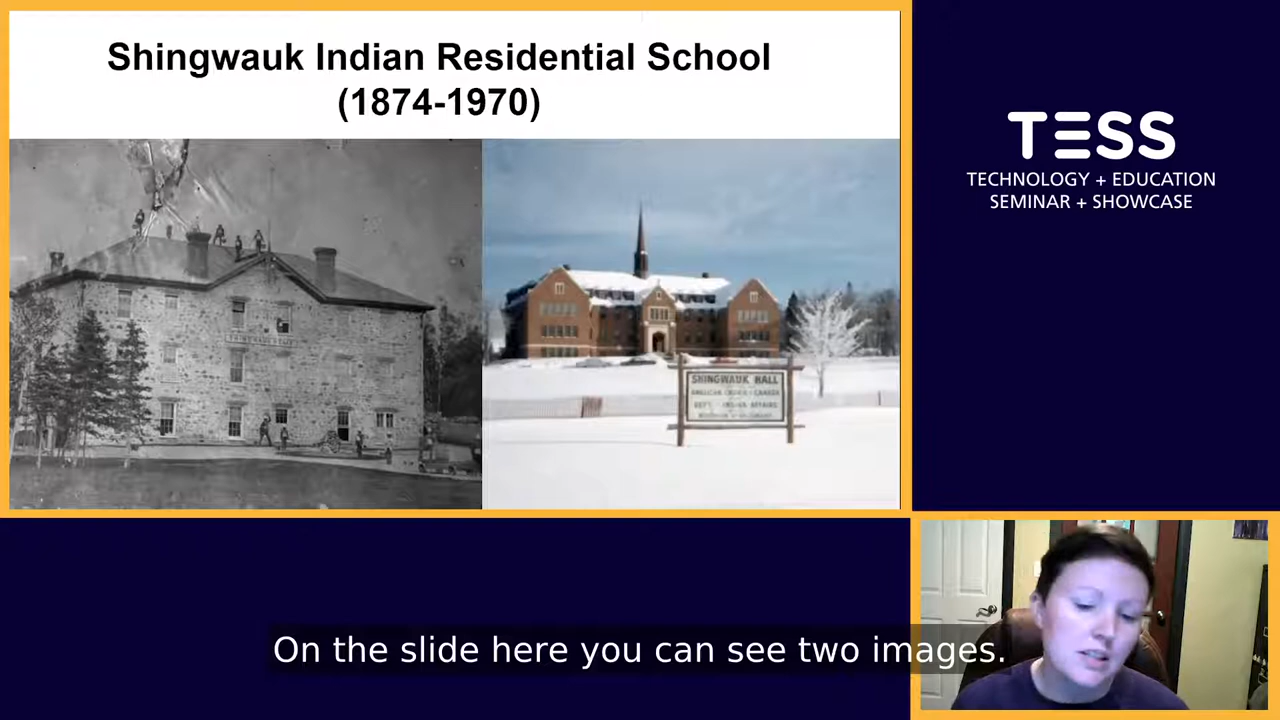 Shingwauk Indian Residential School
(1874-1970)
SHINGWAUK HALL
TESS
TECHNOLOGY + EDUCATION
SEMINAR + SHOWCASE
On the slide here you can see two images.